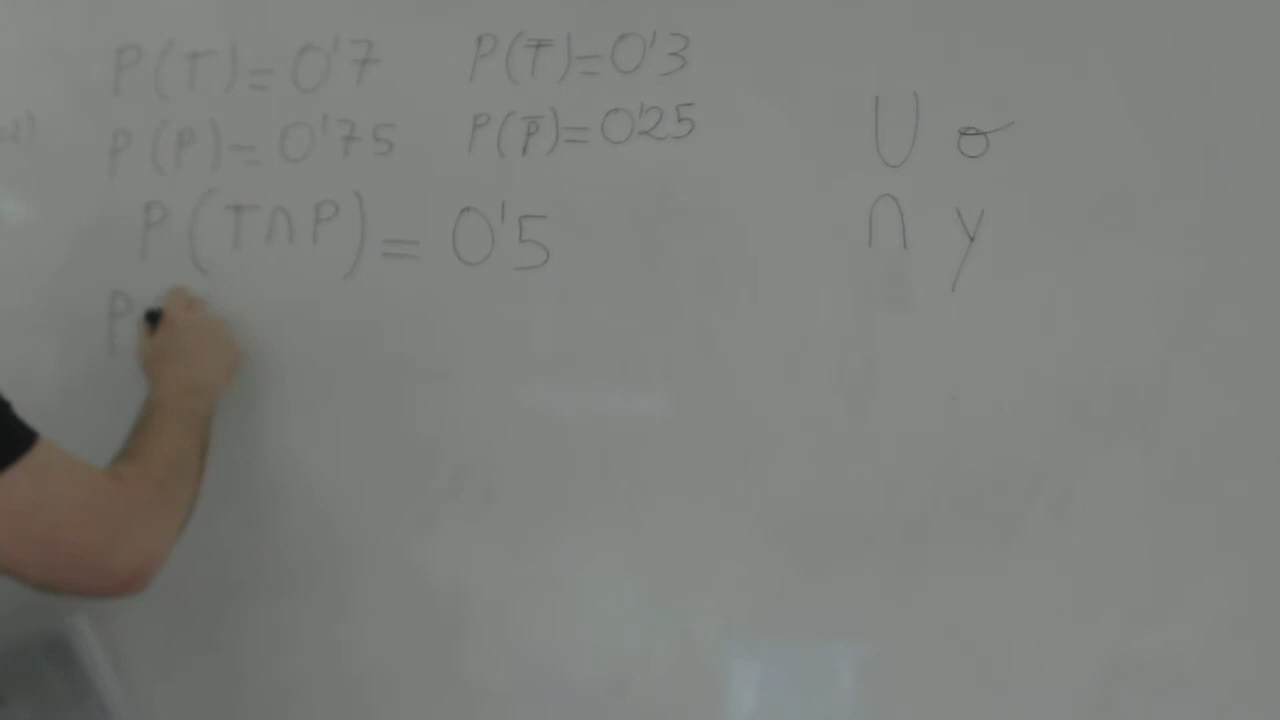 P(T)=0'7 P(T̅)=0'3
P(P)=0'75 P(P̅)=0'25
P(T∩P)=0'5
P
U o
∩ y